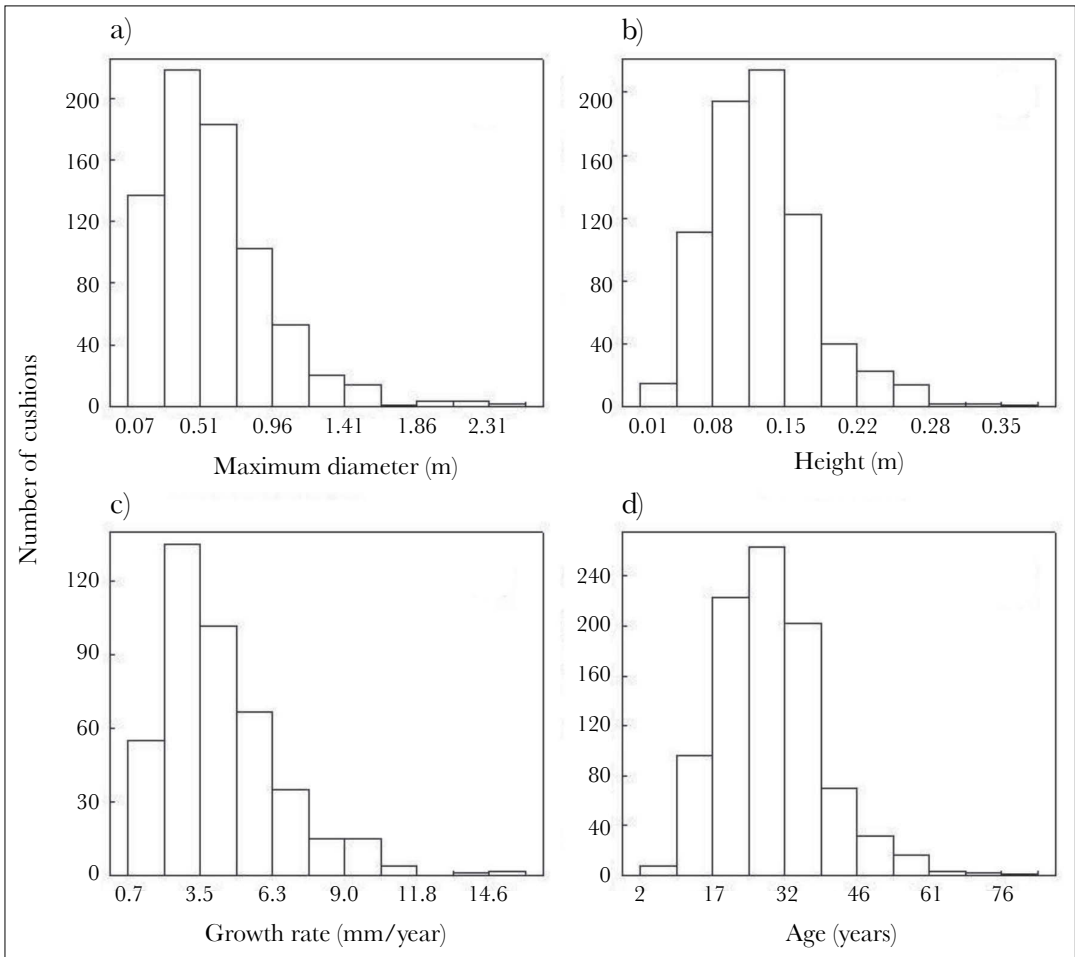 a)
200
160
120
80
40
0
0.07 0.51 0.96 1.41 1.86 2.31
Maximum diameter (m)
b)
200
160
120
80
40
0
0.01 0.08 0.15 0.22 0.28 0.35
Height (m)
Number of cushions
c)
120
90
60
30
0
0.7 3.5 6.3 9.0 11.8 14.6
Growth rate (mm/year)
d)
240
200
160
120
80
40
0
2 17 32 46 61 76
Age (years)